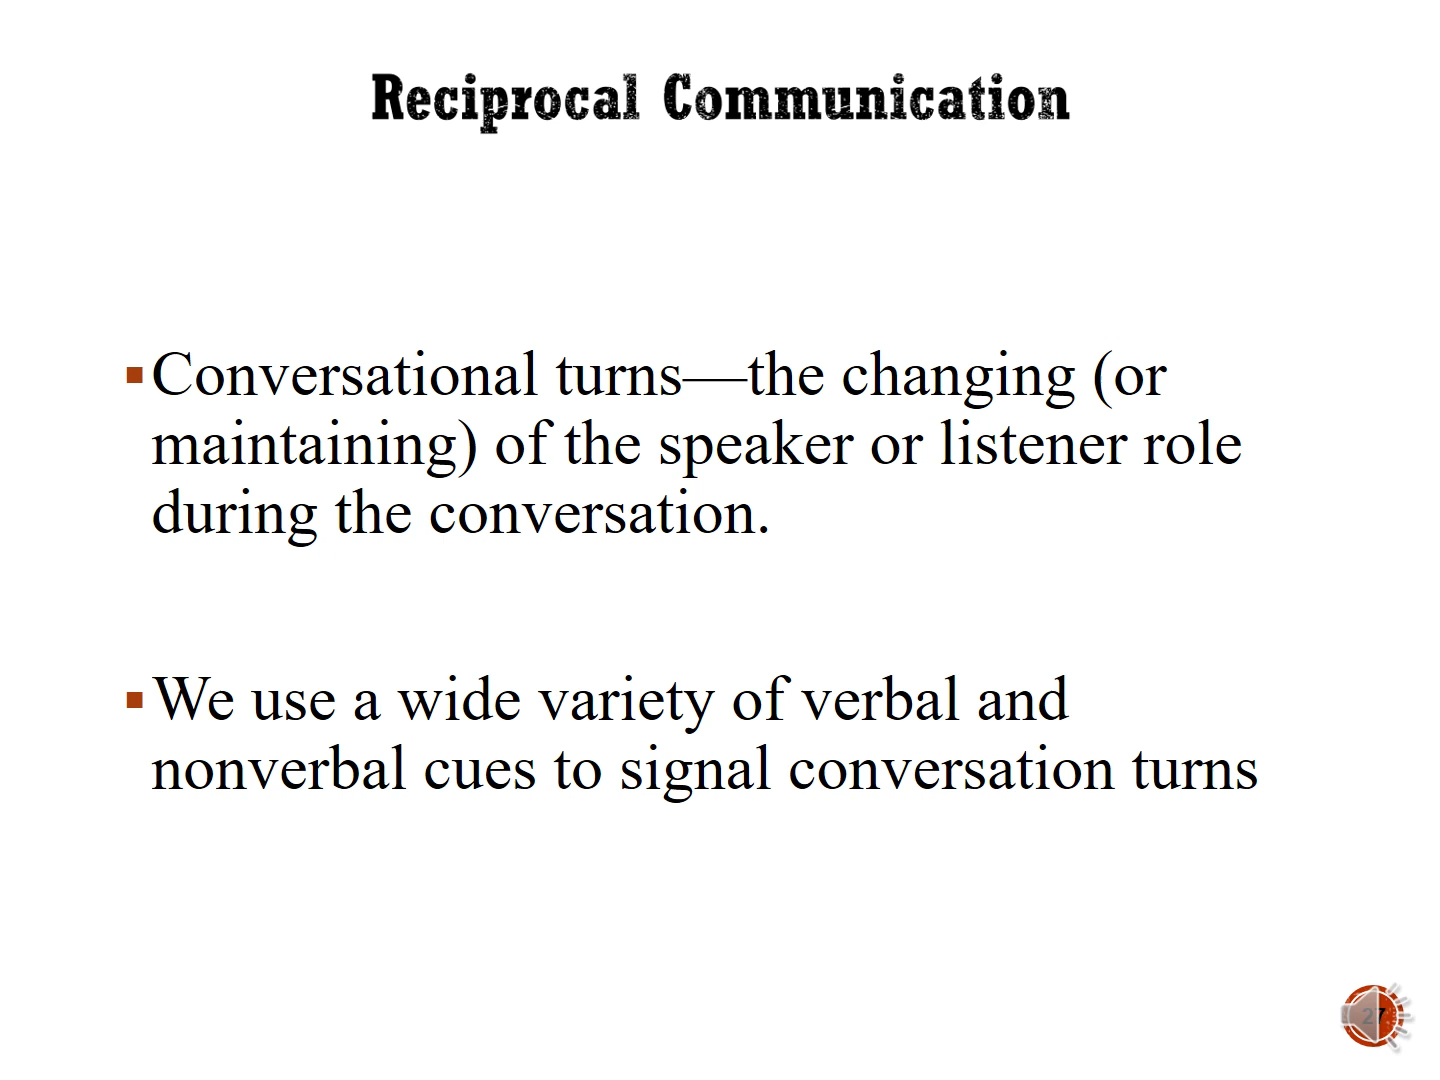 Reciprocal Communication
▪Conversational turns—the changing (or
maintaining) of the speaker or listener role
during the conversation.
▪We use a wide variety of verbal and
nonverbal cues to signal conversation turns
27